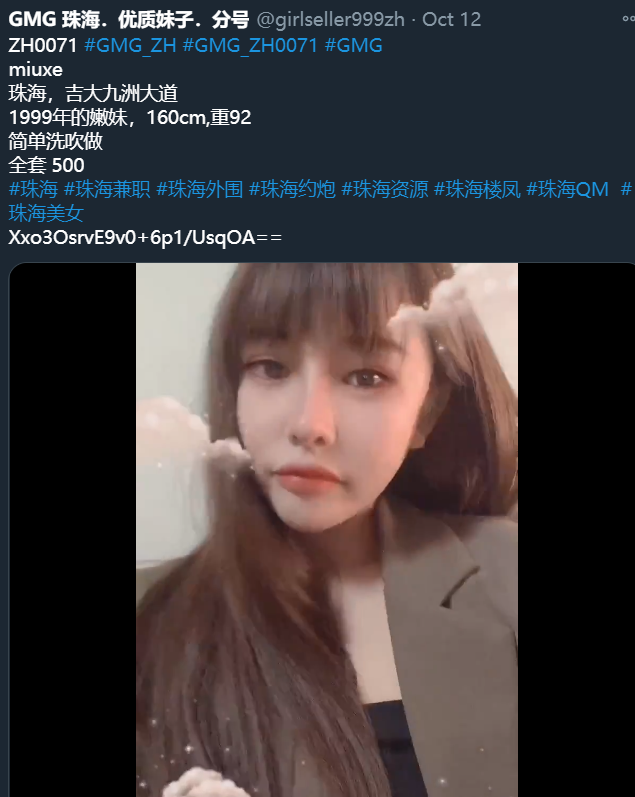 GMG 珠海．优质妹子．分号 @girlseller999zh · Oct 12
ZH0071 #GMG_ZH #GMG_ZH0071 #GMG
miuxe
珠海，吉大九洲大道
1999年的嫩妹，160cm,重92
简单洗吹做
全套 500
#珠海 #珠海兼职 #珠海外围 #珠海约炮 #珠海资源 #珠海楼凤 #珠海QM #
珠海美女
Xxo3OsrvE9v0+6p1/UsqOA==